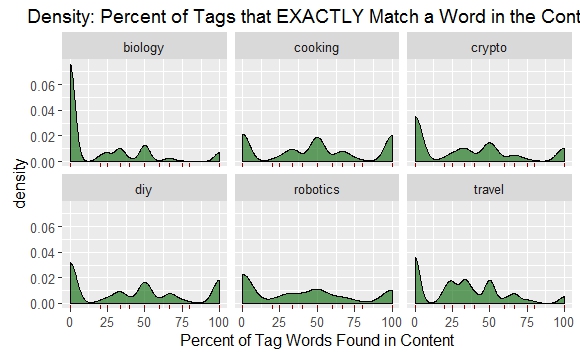 Density: Percent of Tags that EXACTLY Match a Word in the Cont
biology cooking crypto
0.06
0.04
0.02
0.00
density
diy robotics travel
0.06
0.04
0.02
0.00
0 25 50 75 100 0 25 50 75 100 0 25 50 75 100
Percent of Tag Words Found in Content